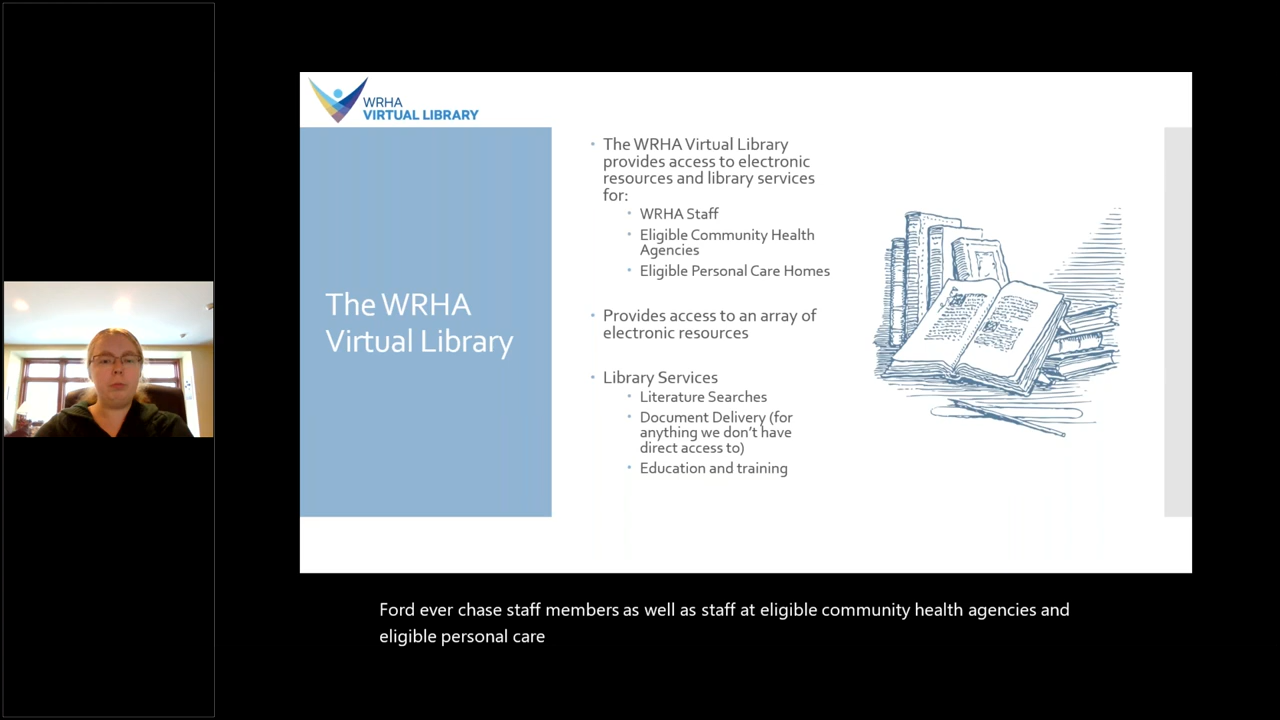 WRHA
VIRTUAL LIBRARY
The WRHA
Virtual Library
• The WRHA Virtual Library
provides access to electronic
resources and library services
for:
• WRHA Staff
• Eligible Community Health
Agencies
• Eligible Personal Care Homes
• Provides access to an array of
electronic resources
• Library Services
• Literature Searches
• Document Delivery (for
anything we don't have
direct access to)
• Education and training
Ford ever chase staff members as well as staff at eligible community health agencies and
eligible personal care